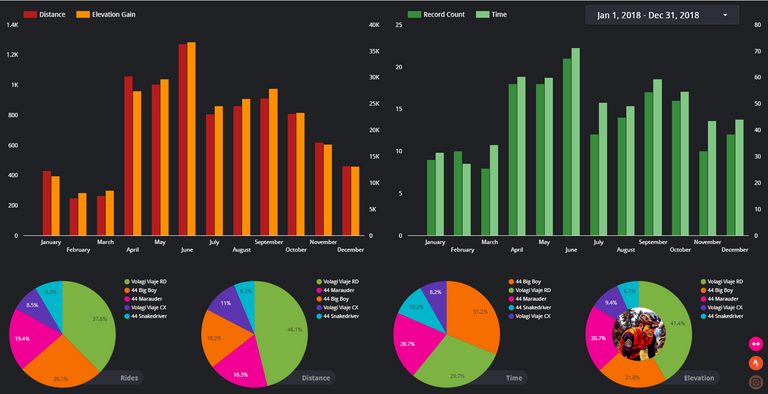 Distance Elevation Gain
Record Count Time
Jan 1, 2018 - Dec 31, 2018
1.4K
1.2K
1K
800
600
400
200
0
40K
35K
30K
25K
20K
15K
10K
5K
0
January
February
March
April
May
June
July
August
September
October
November
December
25
20
15
10
5
0
80
70
60
50
40
30
20
10
0
January
February
March
April
May
June
July
August
September
October
November
December
Volagi Viaje RD
44 Big Boy
44 Marauder
Volagi Viaje CX
44 Snakedriver
8.5%
19.4%
Rides
Volagi Viaje RD
44 Marauder
44 Big Boy
Volagi Viaje CX
44 Snakedriver
46.1%
11%
18.2%
18.3%
Distance
44 Big Boy
Volagi Viaje RD
44 Marauder
44 Snakedriver
Volagi Viaje CX
8.2%
10.2%
31.2%
20.7%
29.7%
Time
Volagi Viaje RD
44 Big Boy
44 Marauder
Volagi Viaje CX
44 Snakedriver
9.4%
41.4%
20.7%
21.8%
Elevation